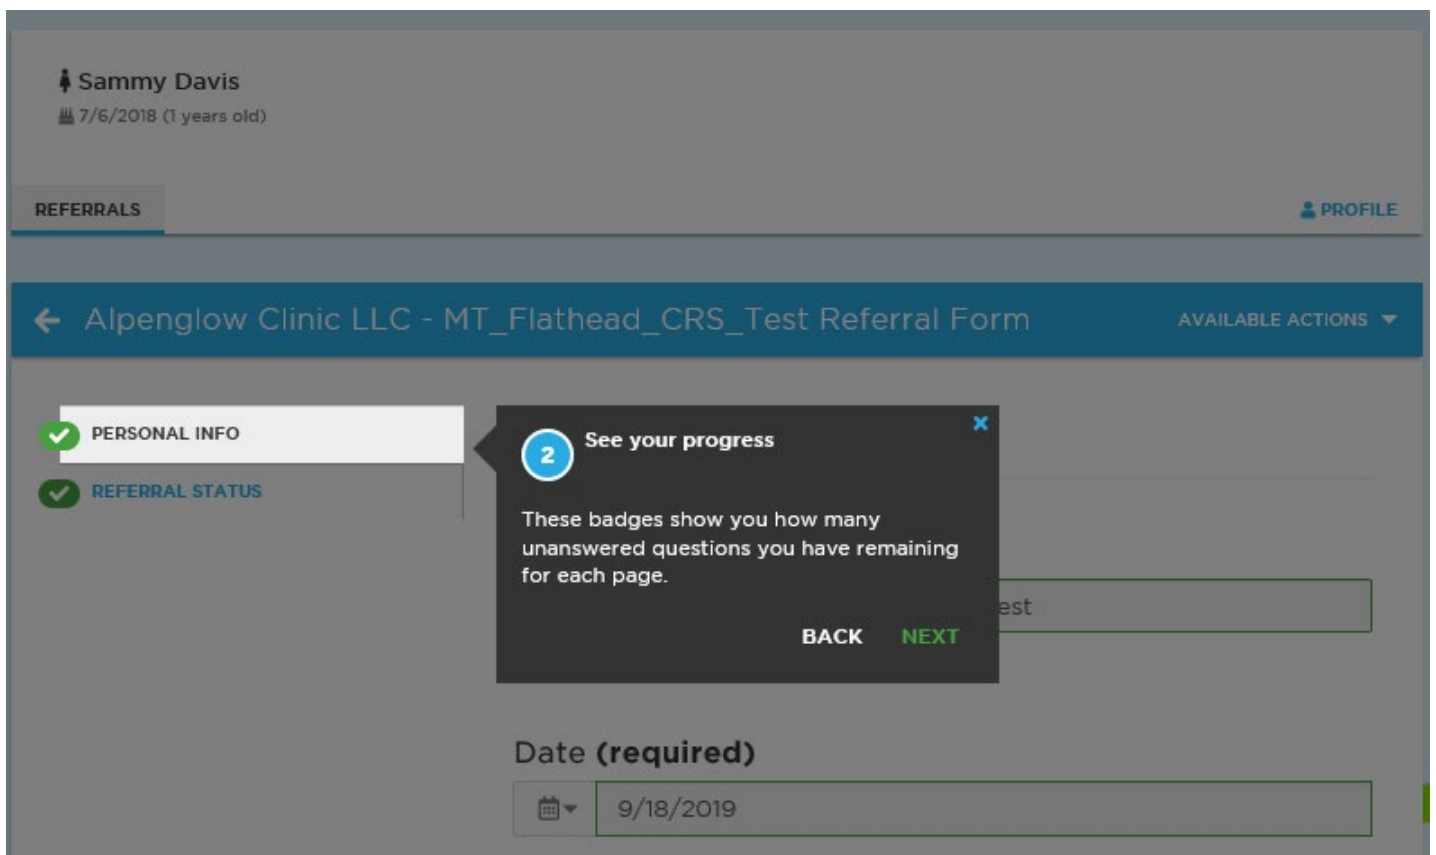 Sammy Davis
7/6/2018 (1 years old)
REFERRALS
PROFILE
Alpenglow Clinic LLC - MT_Flathead_CRS_Test Referral Form
AVAILABLE ACTIONS
PERSONAL INFO
REFERRAL STATUS
2
See your progress
These badges show you how many
unanswered questions you have remaining
for each page.
BACK NEXT
est
Date (required)
9/18/2019